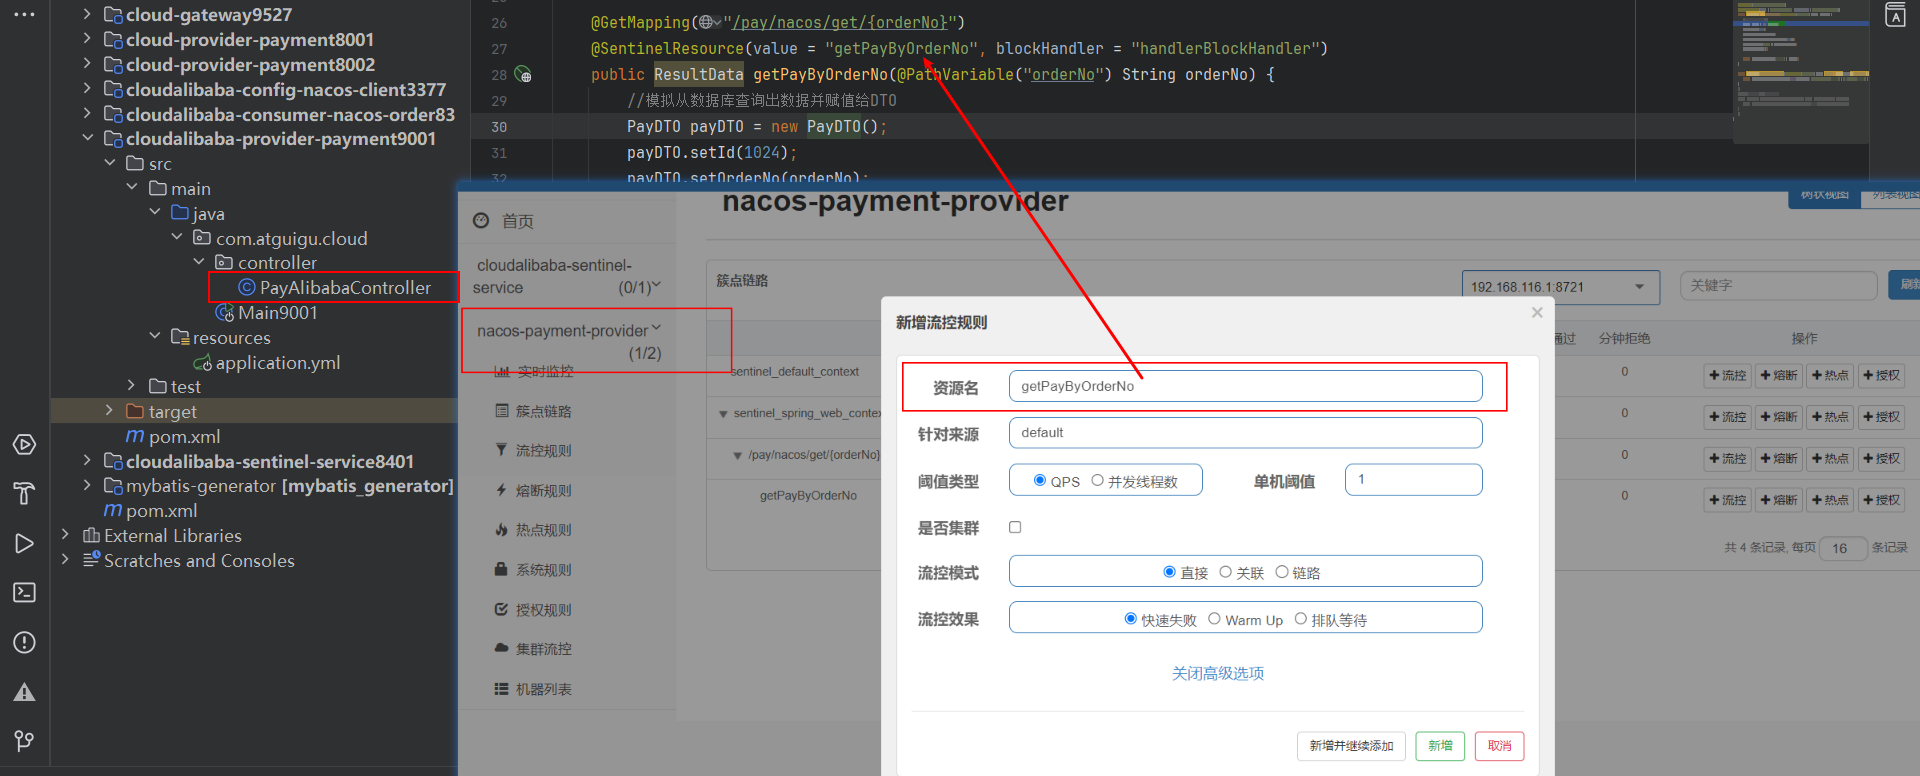 cloud-gateway9527
cloud-provider-payment8001
cloud-provider-payment8002
cloudalibaba-config-nacos-client3377
cloudalibaba-consumer-nacos-order83
cloudalibaba-provider-payment9001
src
main
java
com.atguigu.cloud
controller
PayAlibabaController
Main9001
resources
application.yml
test
target
pom.xml
cloudalibaba-sentinel-service8401
mybatis-generator [mybatis_generator]
pom.xml
External Libraries
Scratches and Consoles
26 @GetMapping("/pay/nacos/get/{orderNo}")
27 @SentinelResource(value = "getPayByOrderNo", blockHandler = "handlerBlockHandler")
28 public ResultData getPayByOrderNo(@PathVariable("orderNo") String orderNo) {
29 //模拟从数据库查询出数据并赋值给DTO
30 PayDTO payDTO = new PayDTO();
31 payDTO.setId(1024);
32 payDTO.setOrderNo(orderNo);
nacos-payment-provider
树状视图 列表视图
首页
cloudalibaba-sentinel-
service (0/1)
nacos-payment-provider
(1/2)
实时监控
簇点链路
流控规则
熔断规则
热点规则
系统规则
授权规则
集群流控
机器列表
簇点链路
192.168.116.1:8721
关键字
刷新
通过 分钟拒绝 操作
sentinel_default_context
0 +流控 +熔断 +热点 +授权
sentinel_spring_web_contex
0 +流控 +熔断 +热点 +授权
/pay/nacos/get/{orderNo}
0 +流控 +熔断 +热点 +授权
getPayByOrderNo
0 +流控 +熔断 +热点 +授权
共 4 条记录, 每页 16 条记录
新增流控规则 ×
资源名 getPayByOrderNo
针对来源 default
阈值类型 QPS 并发线程数 单机阈值 1
是否集群
流控模式 直接 关联 链路
流控效果 快速失败 Warm Up 排队等待
关闭高级选项
新增并继续添加 新增 取消